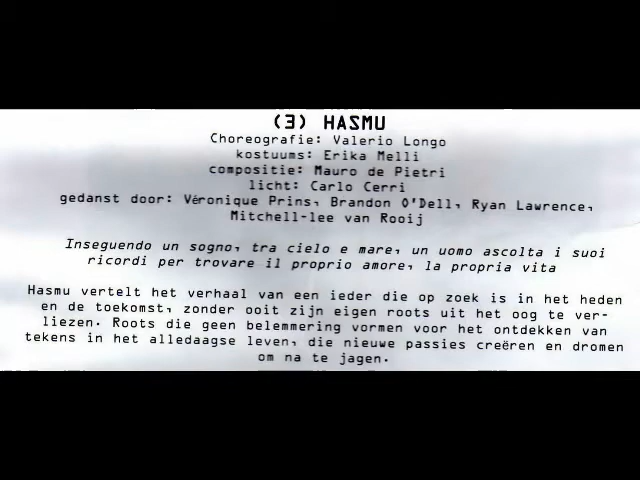 (3) HASMU
Choreografie: Valerio Longo
kostuums: Erika Melli
compositie: Mauro de Pietri
licht: Carlo Cerri
gedanst door: Véronique Prins, Brandon O'Dell, Ryan Lawrence,
Mitchell-lee van Rooij
Inseguendo un sogno, tra cielo e mare, un uomo ascolta i suoi
ricordi per trovare il proprio amore, la propria vita
Hasmu vertelt het verhaal van een ieder die op zoek is in het heden
en de toekomst, zonder ooit zijn eigen roots uit het oog te ver-
liezen. Roots die geen belemmering vormen voor het ontdekken van
tekens in het alledaagse leven, die nieuwe passies creëren en dromen
om na te jagen.